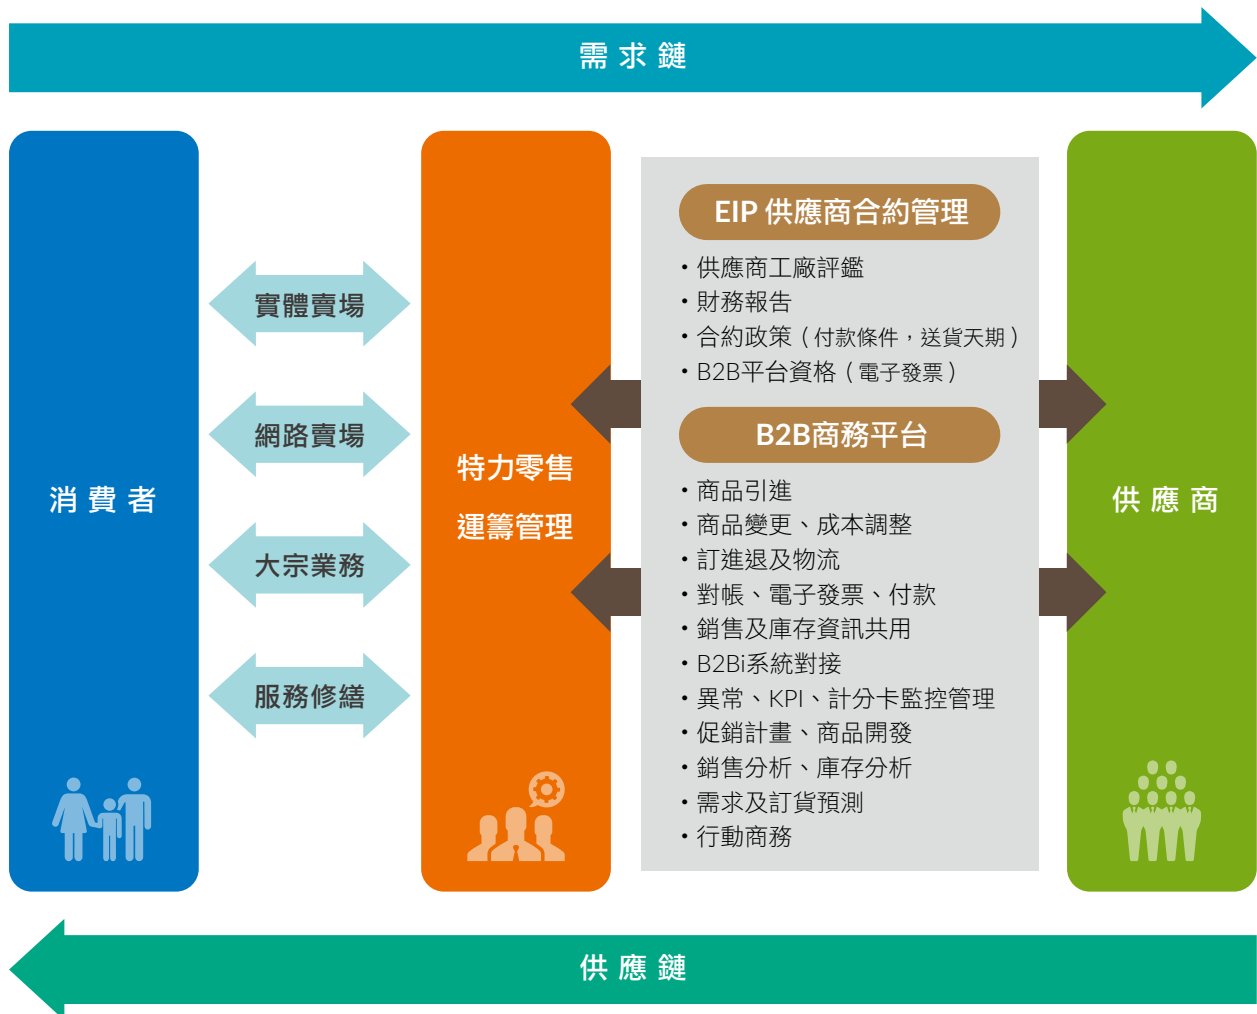 需求鏈
消費者
實體賣場
網路賣場
大宗業務
服務修繕
特力零售
運籌管理
EIP 供應商合約管理
・供應商工廠評鑑
・財務報告
・合約政策（付款條件，送貨天期）
・B2B平台資格（電子發票）
B2B商務平台
・商品引進
・商品變更、成本調整
・訂進退及物流
・對帳、電子發票、付款
・銷售及庫存資訊共用
・B2Bi系統對接
・異常、KPI、計分卡監控管理
・促銷計畫、商品開發
・銷售分析、庫存分析
・需求及訂貨預測
・行動商務
供應商
供應鏈